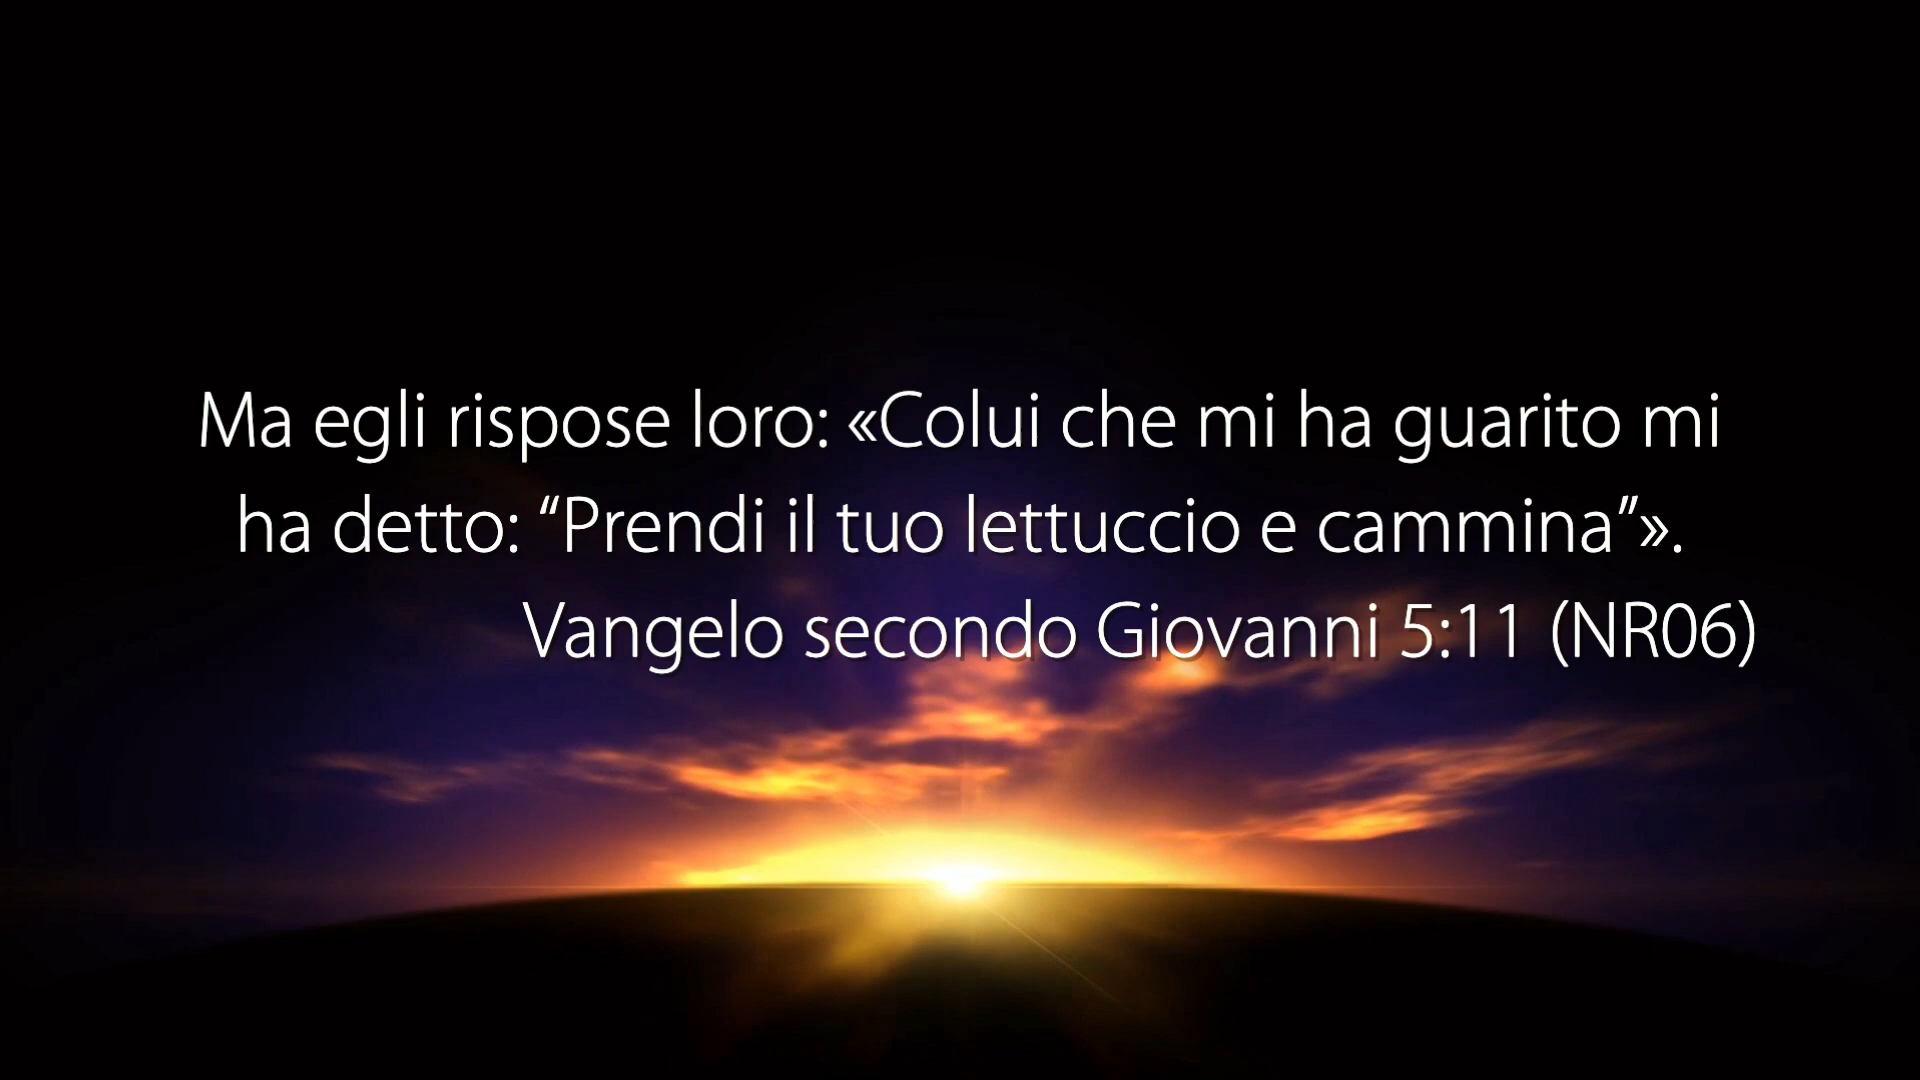 Ma egli rispose loro: «Colui che mi ha guarito mi
ha detto: “Prendi il tuo lettuccio e cammina”».
Vangelo secondo Giovanni 5:11 (NR06)